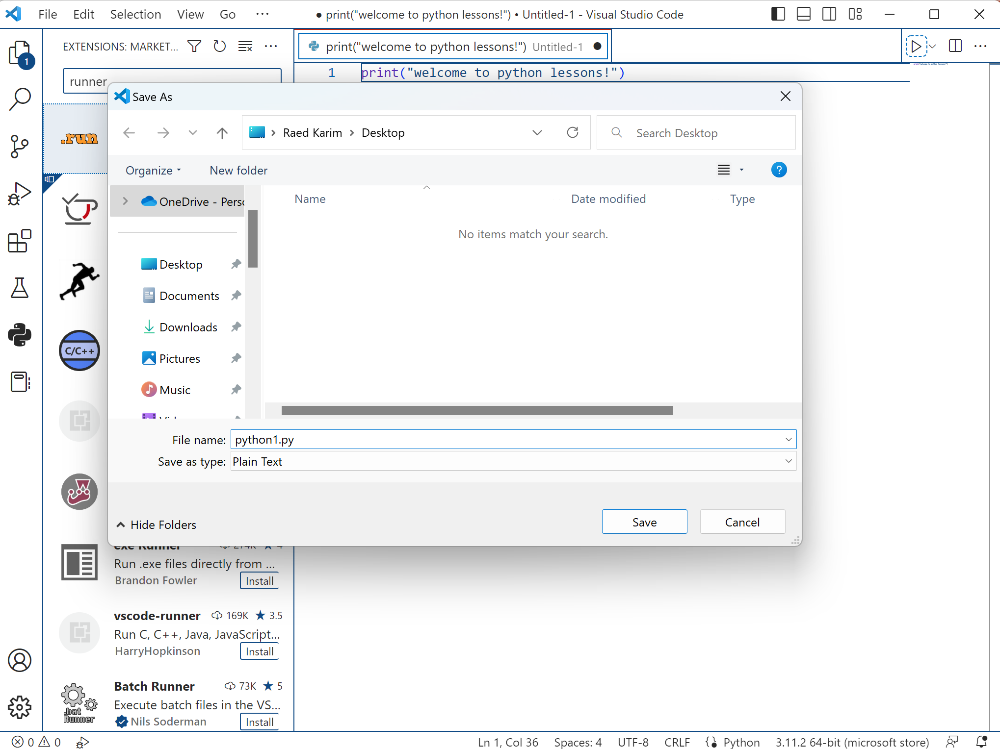 File Edit Selection View Go ···
● print("welcome to python lessons!") • Untitled-1 - Visual Studio Code
EXTENSIONS: MARKET...
1
runner
print("welcome to python lessons!") Untitled-1
1 print("welcome to python lessons!")
.run
Save As
Raed Karim > Desktop
Search Desktop
Organize New folder
?
OneDrive - Perso
Name Date modified Type
No items match your search.
Desktop
Documents
Downloads
Pictures
Music
File name: python1.py
Save as type: Plain Text
Hide Folders
Save
Cancel
C/C++
exe Runner 274K ★ 4
Run .exe files directly from ...
Brandon Fowler Install
vscode-runner 169K ★ 3.5
Run C, C++, Java, JavaScript...
HarryHopkinson Install
Batch Runner 73K ★ 5
Execute batch files in the VS...
Nils Soderman Install
.bat
Runner
0 0
Ln 1, Col 36 Spaces: 4 UTF-8 CRLF Python 3.11.2 64-bit (microsoft store)